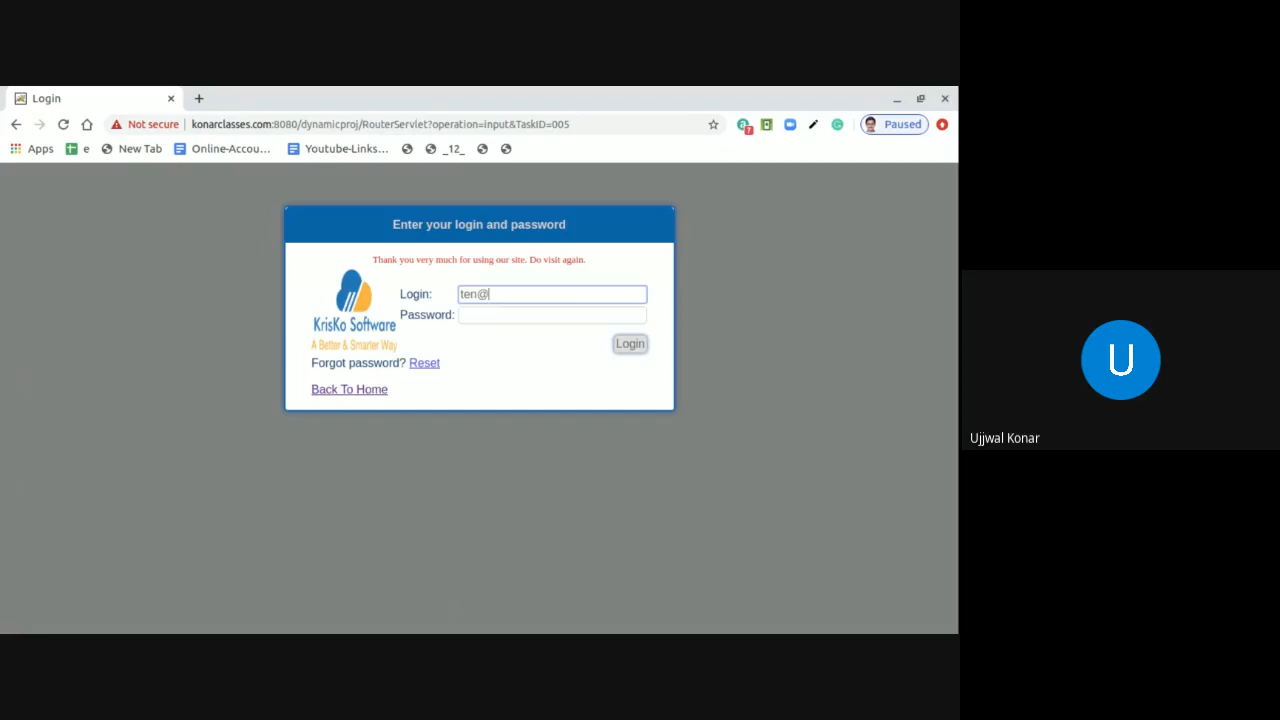 Login
Not secure
konarclasses.com:8080/dynamicproj/RouterServlet?operation=input&TaskID=005
7
Paused
Apps
e
New Tab
Online-Accou...
Youtube-Links...
_12_
Enter your login and password
Thank you very much for using our site. Do visit again.
KrisKo Software
A Better & Smarter Way
Login:
ten@
Password:
Login
Forgot password? Reset
Back To Home
U
Ujjwal Konar